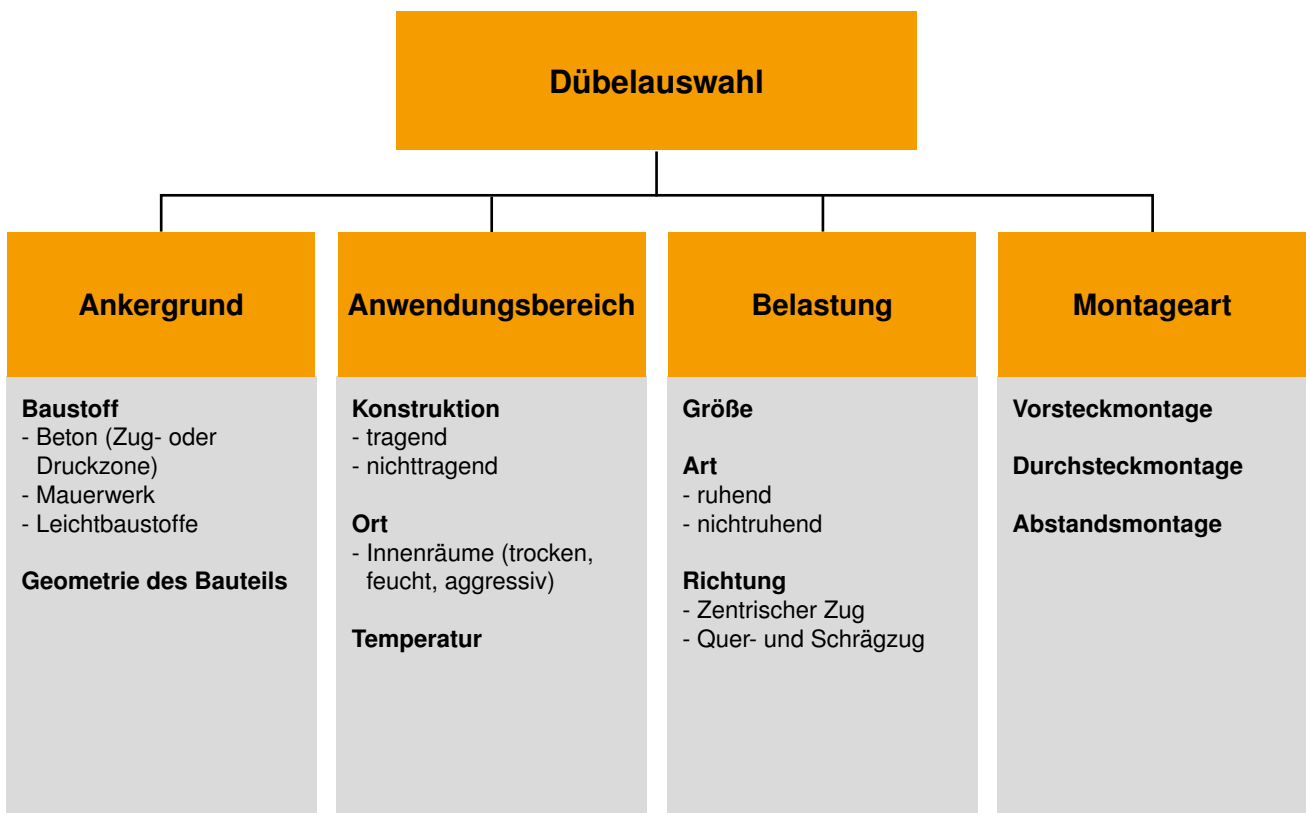 Dübelauswahl
Ankergrund
Baustoff
- Beton (Zug- oder
Druckzone)
- Mauerwerk
- Leichtbaustoffe
Geometrie des Bauteils
Anwendungsbereich
Konstruktion
- tragend
- nichttragend
Ort
- Innenräume (trocken,
feucht, aggressiv)
Temperatur
Belastung
Größe
Art
- ruhend
- nichtruhend
Richtung
- Zentrischer Zug
- Quer- und Schrägzug
Montageart
Vorsteckmontage
Durchsteckmontage
Abstandsmontage